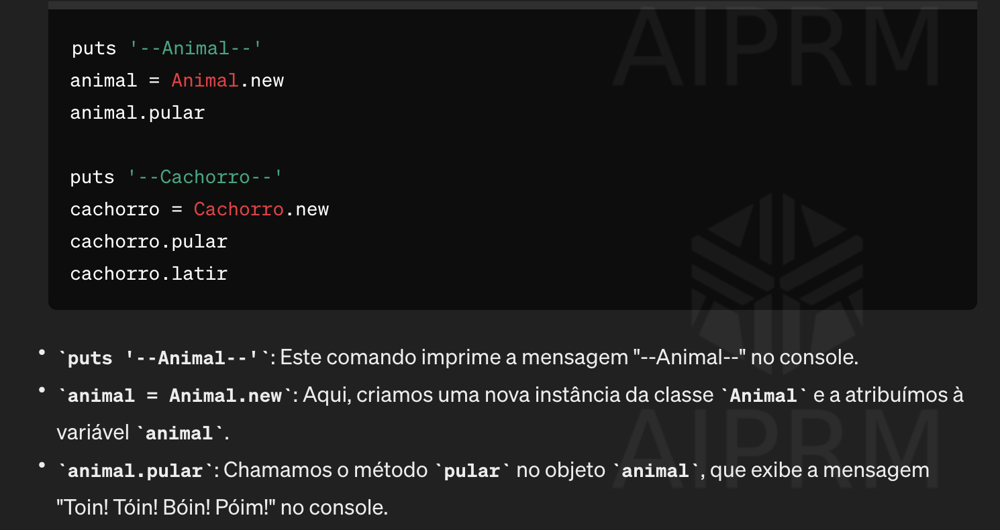 AIPRM
puts '--Animal--'
animal = Animal.new
animal.pular
puts '--Cachorro--'
cachorro = Cachorro.new
cachorro.pular
cachorro.latir
• `puts '--Animal--'`: Este comando imprime a mensagem "--Animal--" no console.
• `animal = Animal.new`: Aqui, criamos uma nova instância da classe `Animal` e a atribuímos à
variável `animal`.
AIPRM
• `animal.pular`: Chamamos o método `pular` no objeto `animal`, que exibe a mensagem
"Toin! Tóin! Bóin! Póim!" no console.